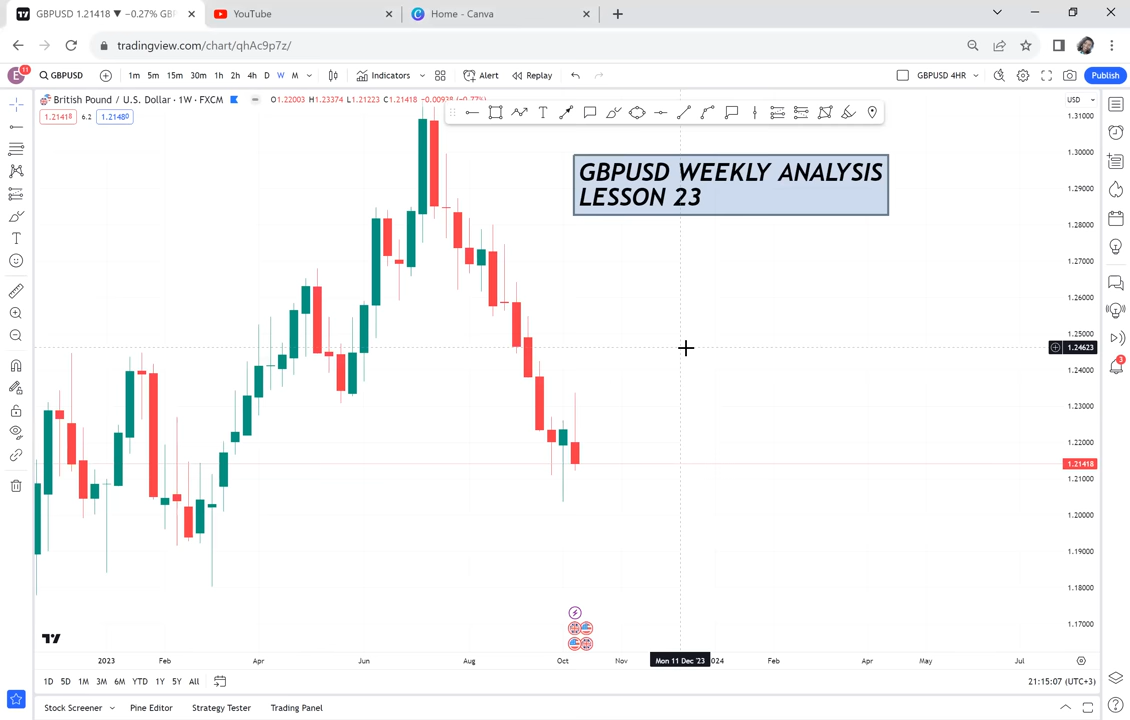 GBPUSD 1.21418 ▼ −0.27% GBP
YouTube
Home - Canva
tradingview.com/chart/qhAc9p7z/
E
11
GBPUSD
1m 5m 15m 30m 1h 2h 4h D W M
Indicators
Alert
Replay
GBPUSD 4HR
Publish
British Pound / U.S. Dollar · 1W · FXCM
O1.22003 H1.23374 L1.21223 C1.21418
1.21418 6.2 1.21480
USD
GBPUSD WEEKLY ANALYSIS
LESSON 23
1.31000
1.30000
1.29000
1.28000
1.27000
1.26000
1.25000
1.24623
1.24000
1.23000
1.22000
1.21418
1.21000
1.20000
1.19000
1.18000
1.17000
3
2023 Feb Apr Jun Aug Oct Nov Mon 11 Dec '23 024 Feb Apr May Jul
1D 5D 1M 3M 6M YTD 1Y 5Y All
21:15:07 (UTC+3)
Stock Screener Pine Editor Strategy Tester Trading Panel